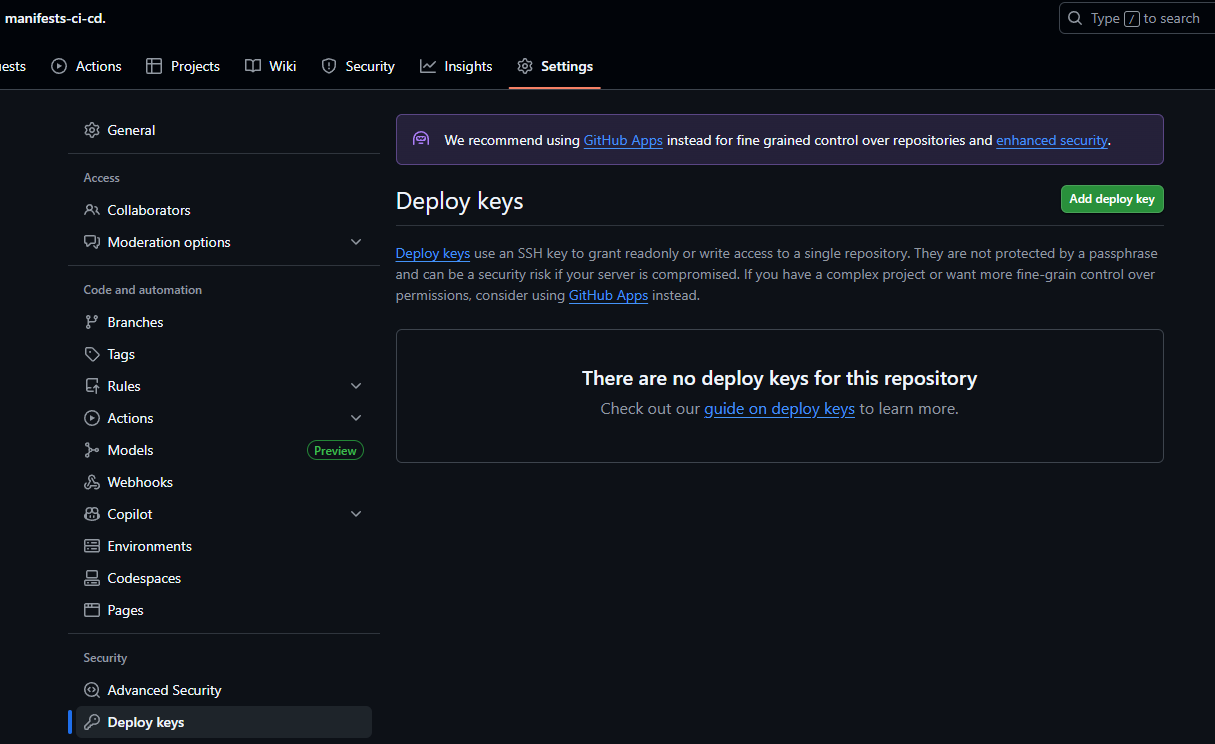 manifests-ci-cd.
Type / to search
ests
Actions
Projects
Wiki
Security
Insights
Settings
General
Access
Collaborators
Moderation options
Code and automation
Branches
Tags
Rules
Actions
Models
Preview
Webhooks
Copilot
Environments
Codespaces
Pages
Security
Advanced Security
Deploy keys
We recommend using GitHub Apps instead for fine grained control over repositories and enhanced security.
Deploy keys
Add deploy key
Deploy keys use an SSH key to grant readonly or write access to a single repository. They are not protected by a passphrase
and can be a security risk if your server is compromised. If you have a complex project or want more fine-grain control over
permissions, consider using GitHub Apps instead.
There are no deploy keys for this repository
Check out our guide on deploy keys to learn more.